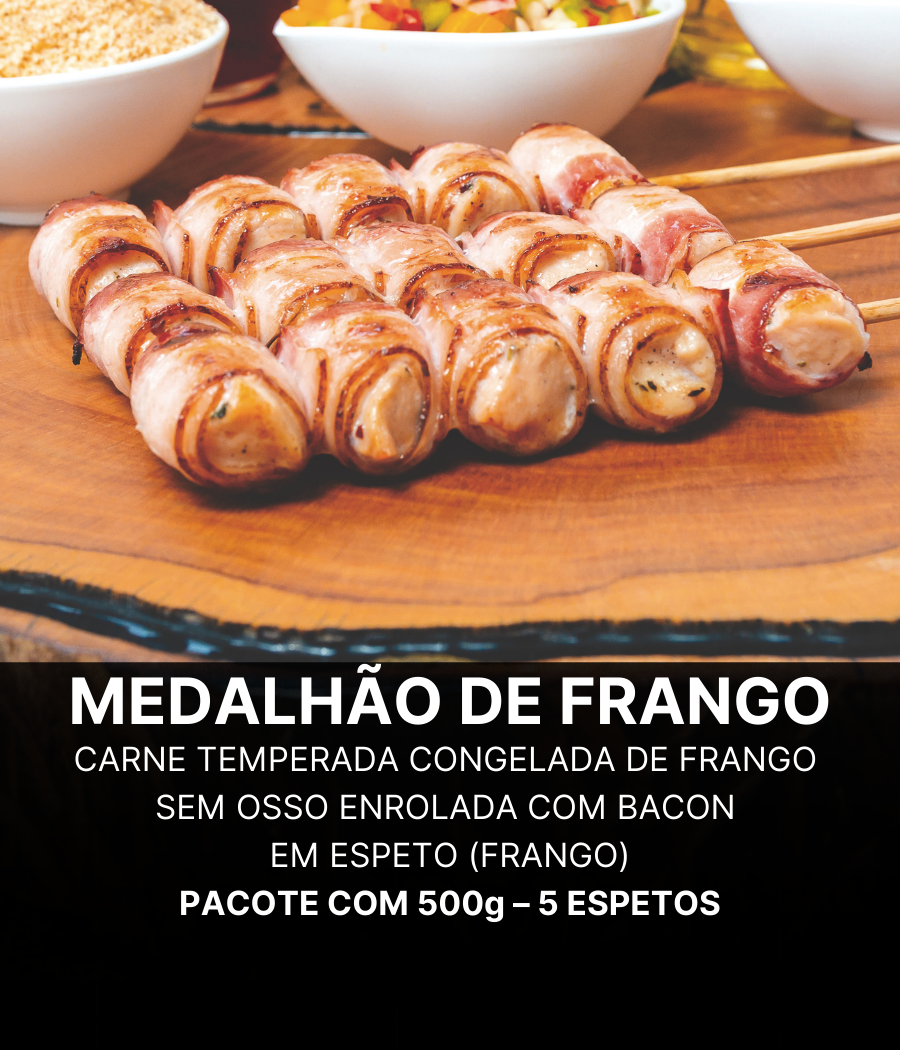 MEDALHÃO DE FRANGO
CARNE TEMPERADA CONGELADA DE FRANGO
SEM OSSO ENROLADA COM BACON
EM ESPETO (FRANGO)
PACOTE COM 500g – 5 ESPETOS